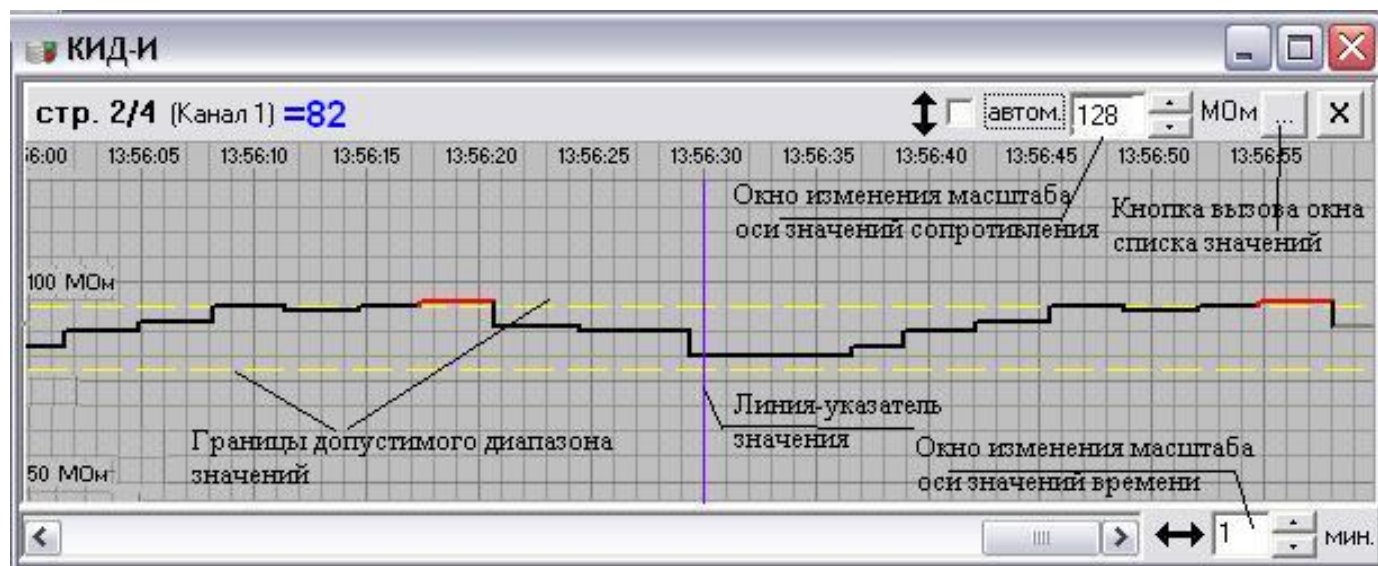 КИД-И
стр. 2/4 (Канал 1) =82
автом. 128 МОм ... X
6:00 13:56:05 13:56:10 13:56:15 13:56:20 13:56:25 13:56:30 13:56:35 13:56:40 13:56:45 13:56:50 13:56:55
Окно изменения масштаба
оси значений сопротивления
Кнопка вызова окна
списка значений
100 МОм
Линия-указатель
значения
Границы допустимого диапазона
значений
Окно изменения масштаба
оси значений времени
50 МОм
1 мин.